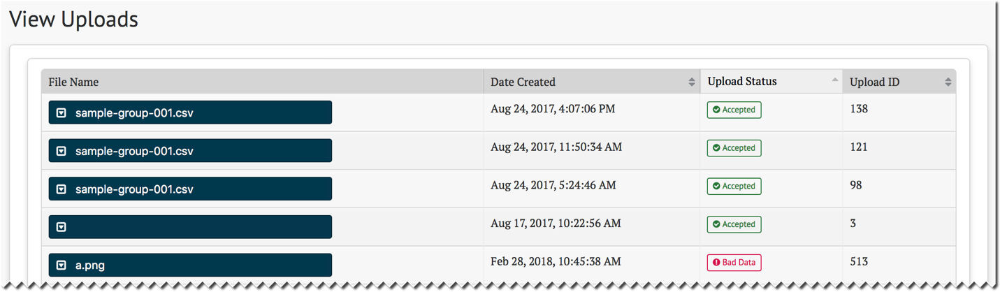 View Uploads
File Name Date Created Upload Status Upload ID
sample-group-001.csv Aug 24, 2017, 4:07:06 PM Accepted 138
sample-group-001.csv Aug 24, 2017, 11:50:34 AM Accepted 121
sample-group-001.csv Aug 24, 2017, 5:24:46 AM Accepted 98
Aug 17, 2017, 10:22:56 AM Accepted 3
a.png Feb 28, 2018, 10:45:38 AM Bad Data 513